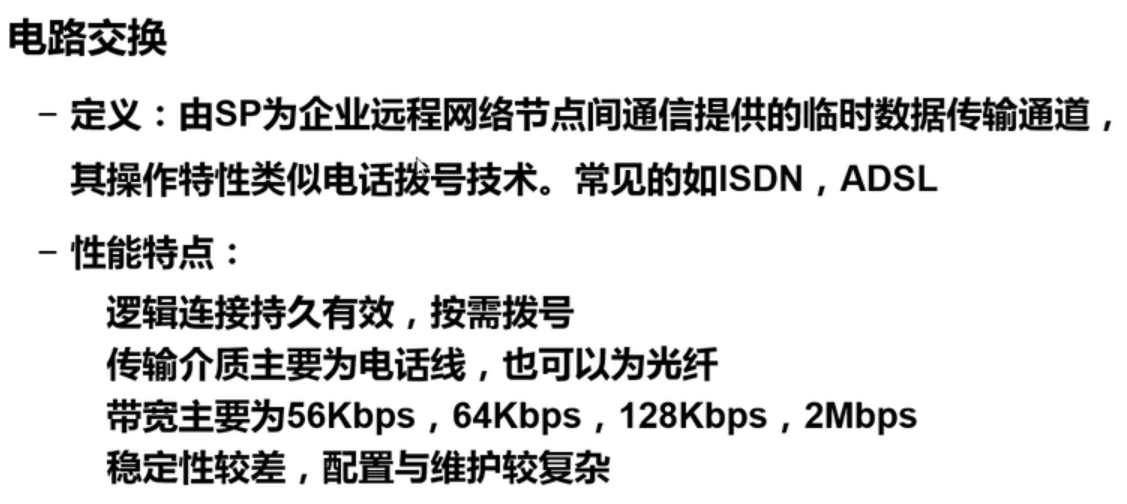 电路交换
– 定义：由SP为企业远程网络节点间通信提供的临时数据传输通道，
其操作特性类似电话拨号技术。常见的如ISDN，ADSL
– 性能特点：
逻辑连接持久有效，按需拨号
传输介质主要为电话线，也可以为光纤
带宽主要为56Kbps，64Kbps，128Kbps，2Mbps
稳定性较差，配置与维护较复杂